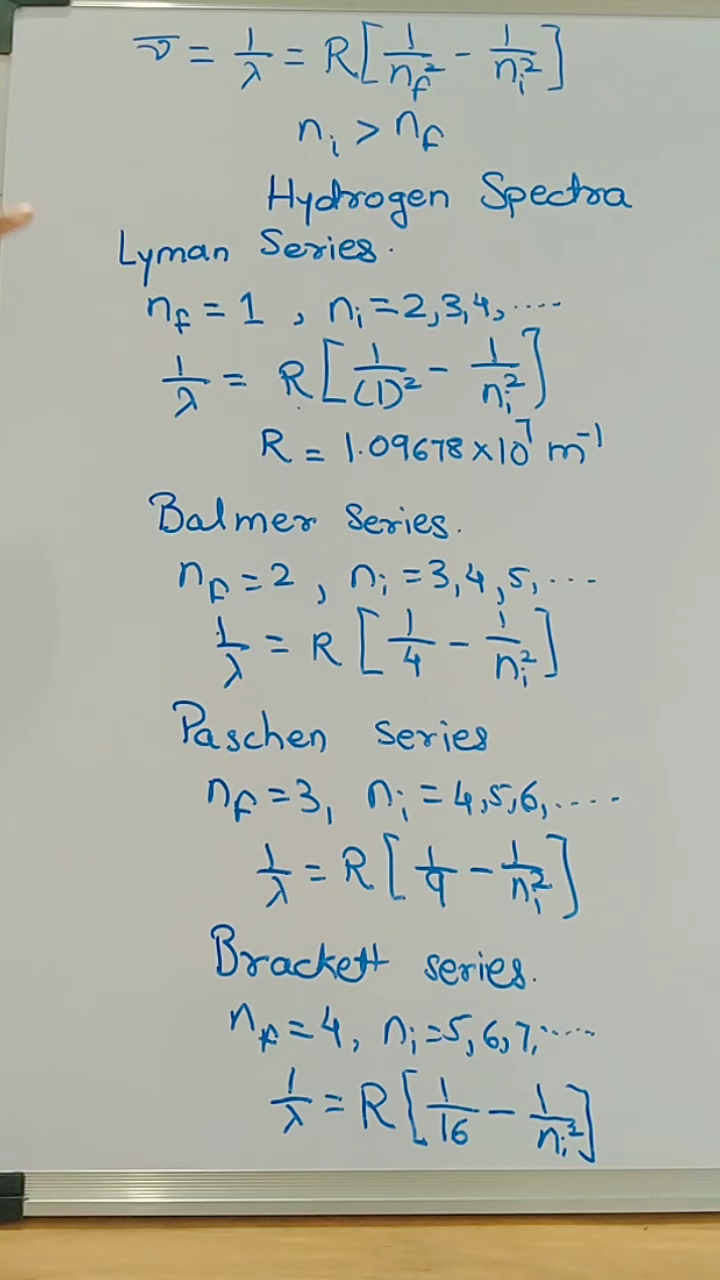 ν̅ = 1/λ = R[1/n_f² - 1/n_i²]
n_i > n_f
Hydrogen Spectra
Lyman Series.
n_f = 1 , n_i = 2,3,4, ....
1/λ = R[1/(1)² - 1/n_i²]
R = 1.09678 × 10⁷ m⁻¹
Balmer Series.
n_f = 2 , n_i = 3,4,5, ...
1/λ = R[1/4 - 1/n_i²]
Paschen series
n_f = 3, n_i = 4,5,6, ....
1/λ = R[1/9 - 1/n_i²]
Brackett series.
n_f = 4, n_i = 5,6,7, .....
1/λ = R[1/16 - 1/n_i²]